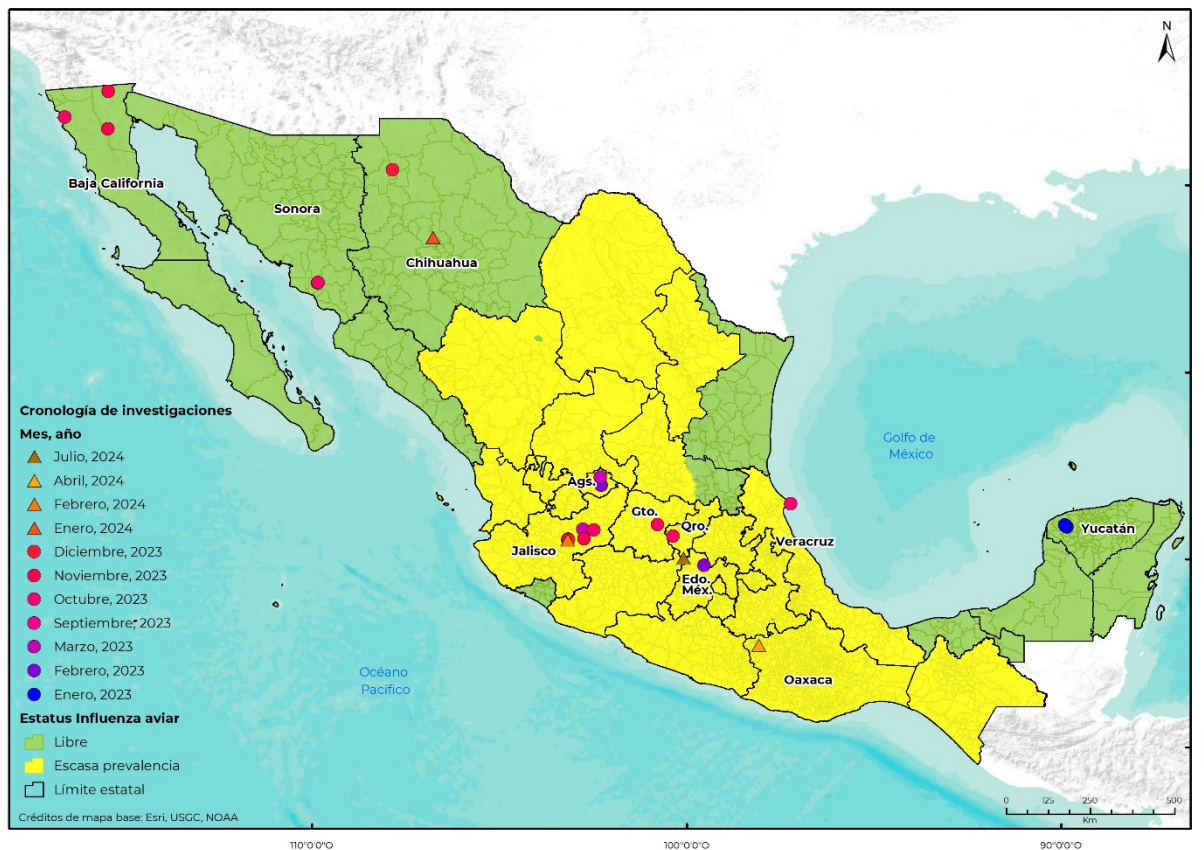 N
Baja California
Sonora
Chihuahua
Golfo de
México
Ags.
Gto.
Qro.
Jalisco
Veracruz
Edo.
Méx.
Yucatán
Oaxaca
Océano
Pacífico
Cronología de investigaciones
Mes, año
Julio, 2024
Abril, 2024
Febrero, 2024
Enero, 2024
Diciembre, 2023
Noviembre, 2023
Octubre, 2023
Septiembre, 2023
Marzo, 2023
Febrero, 2023
Enero, 2023
Estatus Influenza aviar
Libre
Escasa prevalencia
Límite estatal
Créditos de mapa base: Esri, USGC, NOAA
0 125 250 500
Km
110°0'0"O 100°0'0"O 90°0'0"O